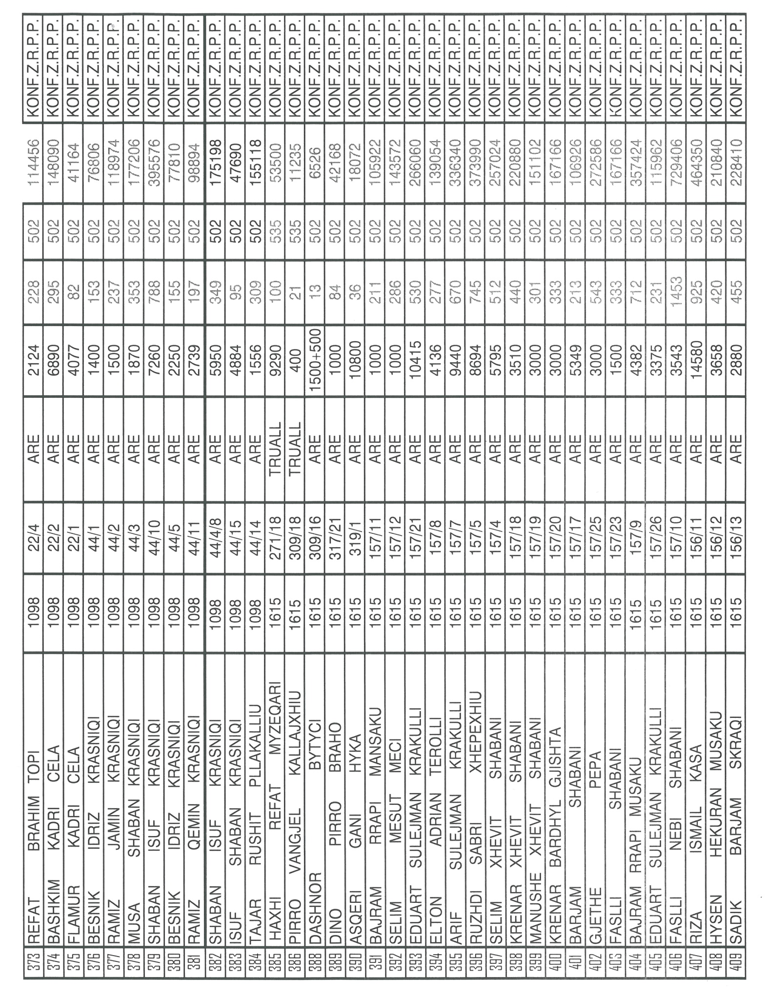 373 REFAT BRAHIM TOPI 1098 22/4 ARE 2124 228 502 114456 KONF.Z.R.P.P.
374 BASHKIM KADRI CELA 1098 22/2 ARE 6890 295 502 148090 KONF.Z.R.P.P.
375 FLAMUR KADRI CELA 1098 22/1 ARE 4077 82 502 41164 KONF.Z.R.P.P.
376 BESNIK IDRIZ KRASNIQI 1098 44/1 ARE 1400 153 502 76806 KONF.Z.R.P.P.
377 RAMIZ JAMIN KRASNIQI 1098 44/2 ARE 1500 237 502 118974 KONF.Z.R.P.P.
378 MUSA SHABAN KRASNIQI 1098 44/3 ARE 1870 353 502 177206 KONF.Z.R.P.P.
379 SHABAN ISUF KRASNIQI 1098 44/10 ARE 7260 788 502 395576 KONF.Z.R.P.P.
380 BESNIK IDRIZ KRASNIQI 1098 44/5 ARE 2250 155 502 77810 KONF.Z.R.P.P.
381 RAMIZ QEMIN KRASNIQI 1098 44/11 ARE 2739 197 502 98894 KONF.Z.R.P.P.
382 SHABAN ISUF KRASNIQI 1098 44/4/8 ARE 5950 349 502 175198 KONF.Z.R.P.P.
383 ISUF SHABAN KRASNIQI 1098 44/15 ARE 4884 95 502 47690 KONF.Z.R.P.P.
384 TAJAR RUSHIT PLLAKALLIU 1098 44/14 ARE 1556 309 502 155118 KONF.Z.R.P.P.
385 HAXHI REFAT MYZEQARI 1615 271/18 TRUALL 9290 100 535 53500 KONF.Z.R.P.P.
386 PIRRO VANGJEL KALLAJXHIU 1615 309/18 TRUALL 400 21 535 11235 KONF.Z.R.P.P.
388 DASHNOR BYTYCI 1615 309/16 ARE 1500+500 13 502 6526 KONF.Z.R.P.P.
389 DINO PIRRO BRAHO 1615 317/21 ARE 1000 84 502 42168 KONF.Z.R.P.P.
390 ASQERI GANI HYKA 1615 319/1 ARE 10800 36 502 18072 KONF.Z.R.P.P.
391 BAJRAM RRAPI MANSAKU 1615 157/11 ARE 1000 211 502 105922 KONF.Z.R.P.P.
392 SELIM MESUT MECI 1615 157/12 ARE 1000 286 502 143572 KONF.Z.R.P.P.
393 EDUART SULEJMAN KRAKULLI 1615 157/21 ARE 10415 530 502 266060 KONF.Z.R.P.P.
394 ELTON ADRIAN TEROLLI 1615 157/8 ARE 4136 277 502 139054 KONF.Z.R.P.P.
395 ARIF SULEJMAN KRAKULLI 1615 157/7 ARE 9440 670 502 336340 KONF.Z.R.P.P.
396 RUZHDI SABRI XHEPEXHIU 1615 157/5 ARE 8694 745 502 373990 KONF.Z.R.P.P.
397 SELIM XHEVIT SHABANI 1615 157/4 ARE 5795 512 502 257024 KONF.Z.R.P.P.
398 KRENAR XHEVIT SHABANI 1615 157/18 ARE 3510 440 502 220880 KONF.Z.R.P.P.
399 MANUSHE XHEVIT SHABANI 1615 157/19 ARE 3000 301 502 151102 KONF.Z.R.P.P.
400 KRENAR BARDHYL GJISHTA 1615 157/20 ARE 3000 333 502 167166 KONF.Z.R.P.P.
401 BARJAM SHABANI 1615 157/17 ARE 5349 213 502 106926 KONF.Z.R.P.P.
402 GJETHE PEPA 1615 157/25 ARE 3000 543 502 272586 KONF.Z.R.P.P.
403 FASLLI SHABANI 1615 157/23 ARE 1500 333 502 167166 KONF.Z.R.P.P.
404 BAJRAM RRAPI MUSAKU 1615 157/9 ARE 4382 712 502 357424 KONF.Z.R.P.P.
405 EDUART SULEJMAN KRAKULLI 1615 157/26 ARE 3375 231 502 115962 KONF.Z.R.P.P.
406 FASLLI NEBI SHABANI 1615 157/10 ARE 3543 1453 502 729406 KONF.Z.R.P.P.
407 RIZA ISMAIL KASA 1615 156/11 ARE 14580 925 502 464350 KONF.Z.R.P.P.
408 HYSEN HEKURAN MUSAKU 1615 156/12 ARE 3658 420 502 210840 KONF.Z.R.P.P.
409 SADIK BARJAM SKRAQI 1615 156/13 ARE 2880 455 502 228410 KONF.Z.R.P.P.